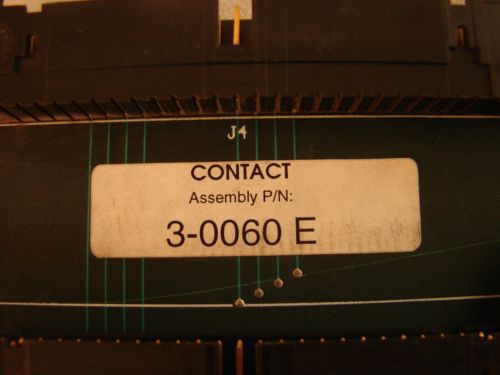 J4
CONTACT
Assembly P/N:
3-0060 E